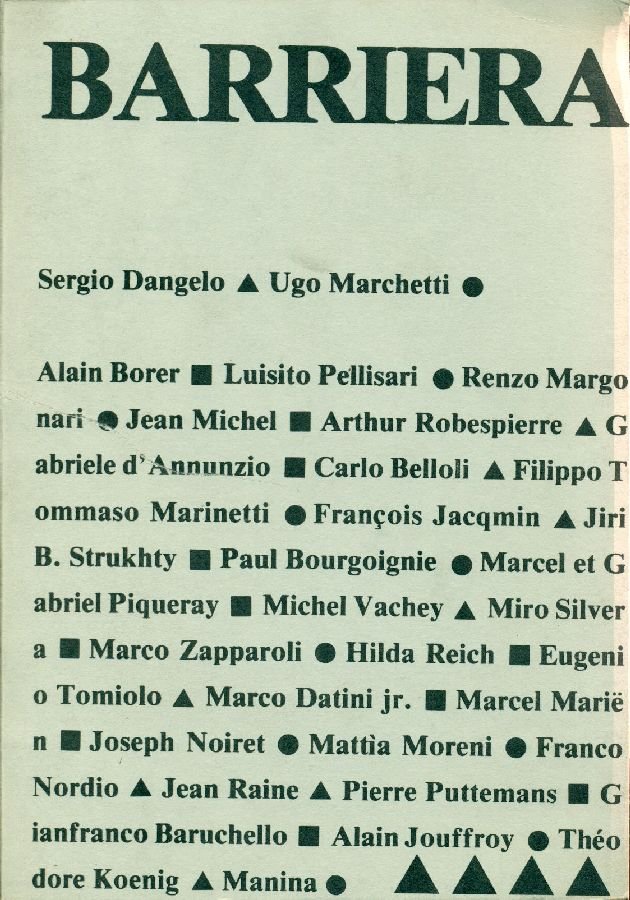 BARRIERA
Sergio Dangelo ▲ Ugo Marchetti ●
Alain Borer ■ Luisito Pellisari ● Renzo Margo
nari ● Jean Michel ■ Arthur Robespierre ▲ G
abriele d'Annunzio ■ Carlo Belloli ▲ Filippo T
ommaso Marinetti ● François Jacqmin ▲ Jiri
B. Strukhty ■ Paul Bourgoignie ● Marcel et G
abriel Piqueray ■ Michel Vachey ▲ Miro Silver
a ■ Marco Zapparoli ● Hilda Reich ■ Eugeni
o Tomiolo ▲ Marco Datini jr. ■ Marcel Marië
n ■ Joseph Noiret ● Mattìa Moreni ● Franco
Nordio ▲ Jean Raine ▲ Pierre Puttemans ■ G
ianfranco Baruchello ■ Alain Jouffroy ● Théo
dore Koenig ▲ Manina ● ▲▲▲▲